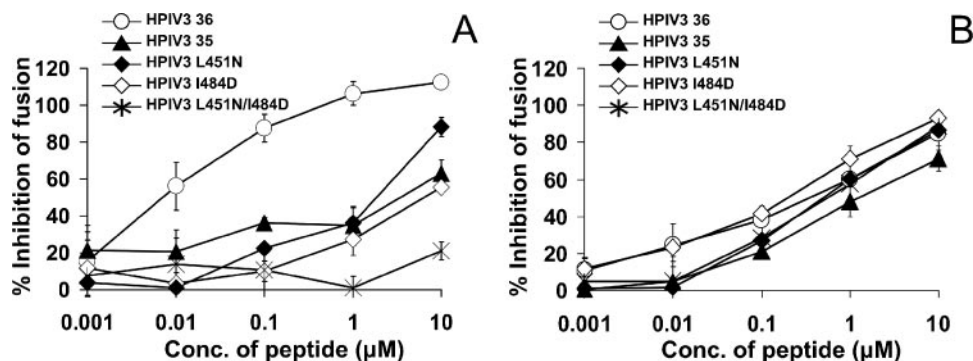 HPIV3 36
HPIV3 35
HPIV3 L451N
HPIV3 I484D
HPIV3 L451N/I484D
A
% Inhibition of fusion
120
100
80
60
40
20
0
0.001 0.01 0.1 1 10
Conc. of peptide (µM)
HPIV3 36
HPIV3 35
HPIV3 L451N
HPIV3 I484D
HPIV3 L451N/I484D
B
% Inhibition of fusion
120
100
80
60
40
20
0
0.001 0.01 0.1 1 10
Conc. of peptide (µM)